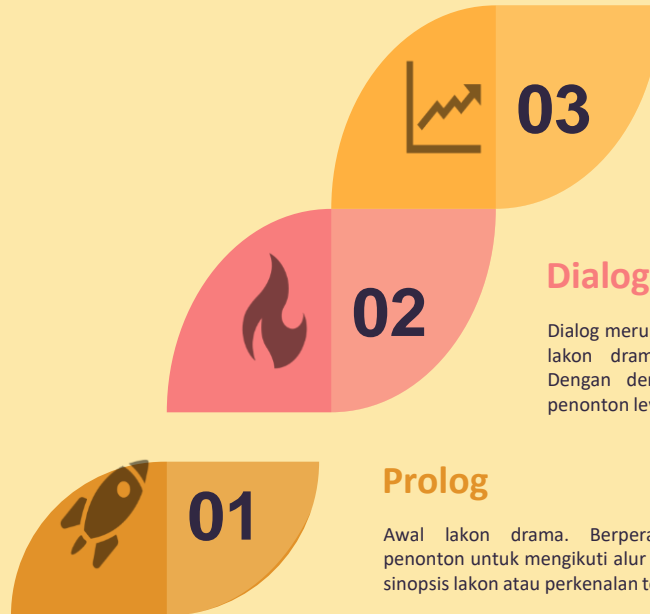 03
02
Dialog
Dialog
lakon
Dengan
penonton
01
Prolog
Awal lakon drama.
penonton untuk mengikuti alur
sinopsis lakon atau perkenalan